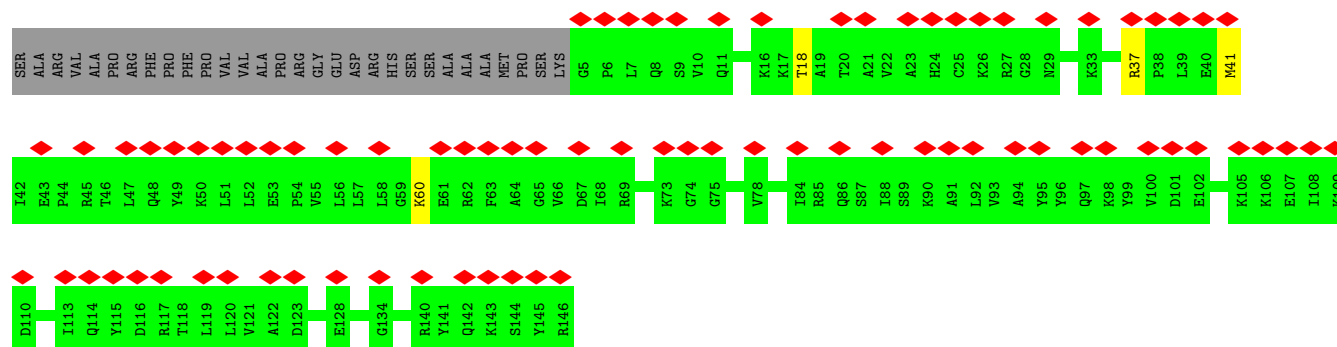 SER ALA ARG VAL ALA PRO ARG PHE PRO PHE PRO VAL VAL ALA PRO ARG GLY GLU ASP ARG HIS SER SER ALA ALA ALA MET PRO SER LYS G5 P6 L7 Q8 S9 V10 Q11 K16 K17 T18 A19 T20 A21 V22 A23 H24 C25 K26 R27 G28 N29 K33 R37 P38 L39 E40 M41
I42 E43 P44 R45 T46 L47 Q48 Y49 K50 L51 L52 E53 P54 V55 L56 L57 L58 G59 K60 E61 R62 F63 A64 G65 V66 D67 I68 R69 K73 G74 G75 V78 I84 R85 Q86 S87 I88 S89 K90 A91 L92 V93 A94 Y95 Y96 Q97 K98 Y99 V100 D101 E102 K105 K106 E107 I108 K109
D110 I113 Q114 Y115 D116 R117 T118 L119 L120 V121 A122 D123 E128 G134 R140 Y141 Q142 K143 S144 Y145 R146